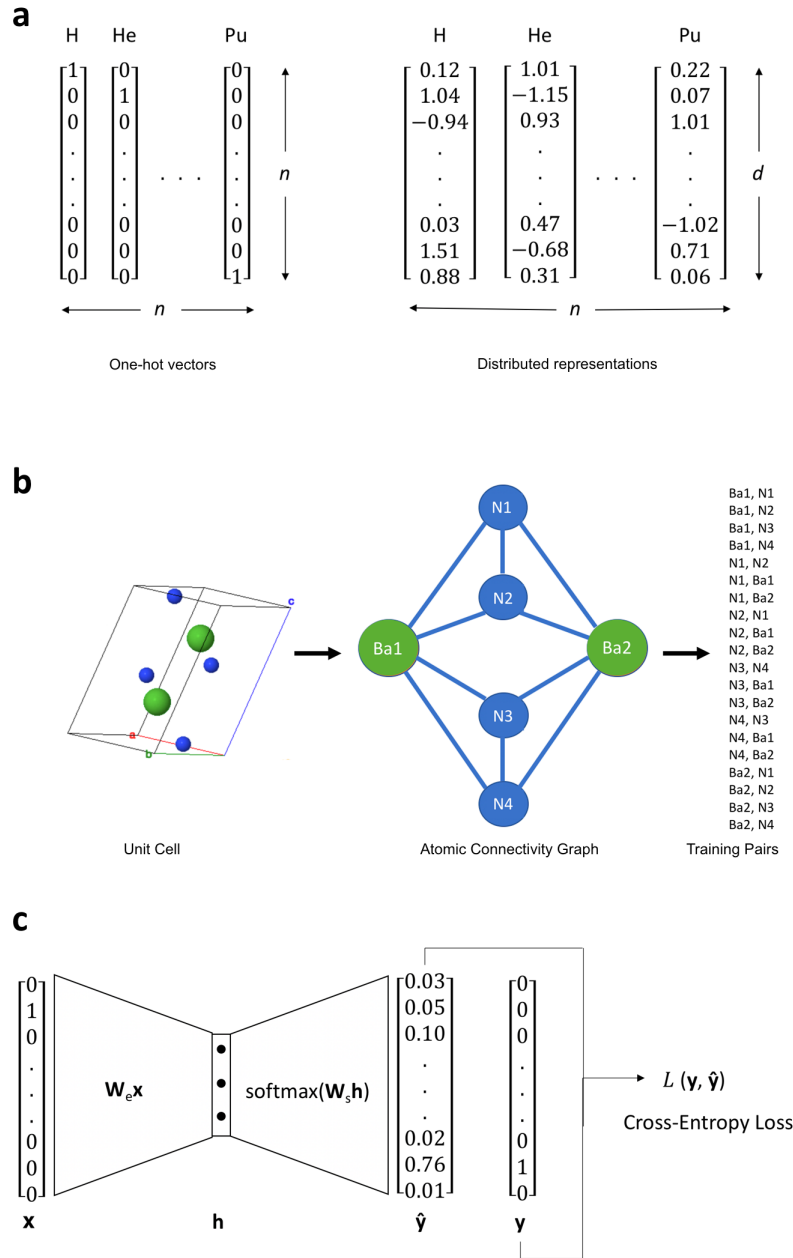 a
H He Pu H He Pu
1 0 0 0.12 1.01 0.22
0 1 0 1.04 −1.15 0.07
0 0 0 −0.94 0.93 1.01
. . . . . .
. . . . . . n . . . . . . d
. . . . . .
0 0 0 0.03 0.47 −1.02
0 0 0 1.51 −0.68 0.71
0 0 1 0.88 0.31 0.06
n n
One-hot vectors Distributed representations
b
c
a
b
Unit Cell
N1
N2
Ba1 Ba2
N3
N4
Atomic Connectivity Graph
Ba1, N1
Ba1, N2
Ba1, N3
Ba1, N4
N1, N2
N1, Ba1
N1, Ba2
N2, N1
N2, Ba1
N2, Ba2
N3, N4
N3, Ba1
N3, Ba2
N4, N3
N4, Ba1
N4, Ba2
Ba2, N1
Ba2, N2
Ba2, N3
Ba2, N4
Training Pairs
c
0 0.03 0
1 0.05 0
0 0.10 0
. . .
. . .
. . .
0 0.02 0
0 0.76 1
0 0.01 0
Wₑx softmax(Wₛh)
L (y, ŷ)
Cross-Entropy Loss
x h ŷ y